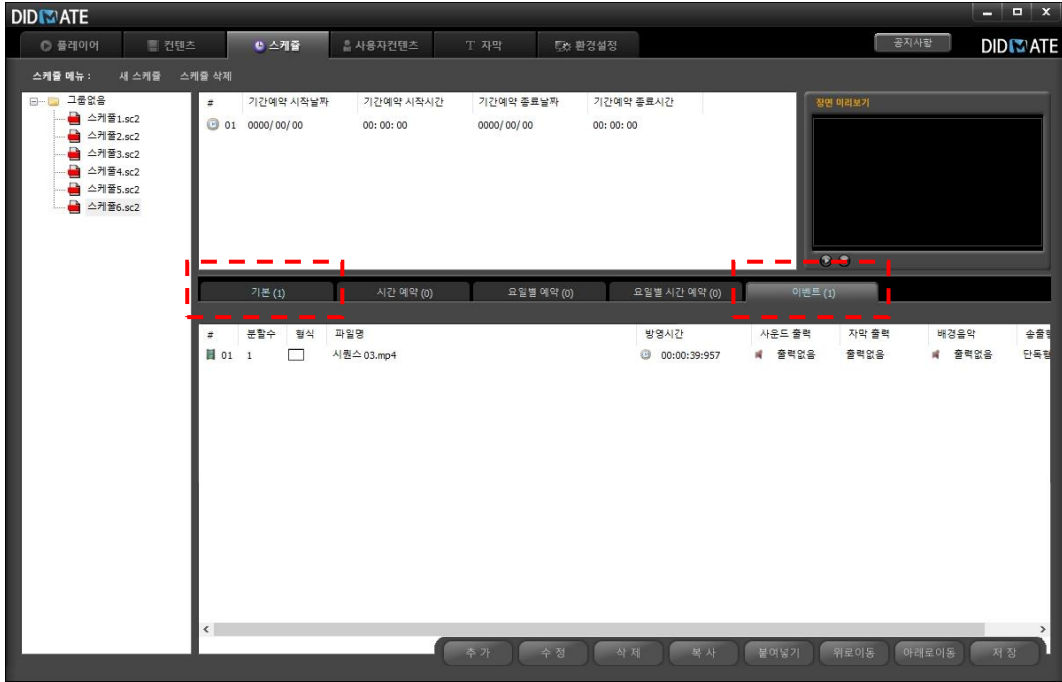 DIDMATE
플레이어 컨텐츠 스케줄 사용자컨텐츠 T 자막 환경설정 공지사항 DIDMATE
스케줄 메뉴 : 새 스케줄 스케줄 삭제
그룹없음
스케쥴1.sc2
스케쥴2.sc2
스케쥴3.sc2
스케쥴4.sc2
스케쥴5.sc2
스케쥴6.sc2
# 기간예약 시작날짜 기간예약 시작시간 기간예약 종료날짜 기간예약 종료시간
01 0000/00/00 00:00:00 0000/00/00 00:00:00
장면 미리보기
기본 (1) 시간 예약 (0) 요일별 예약 (0) 요일별 시간 예약 (0) 이벤트 (1)
# 분할수 형식 파일명 방영시간 사운드 출력 자막 출력 배경음악 송출형
01 1 시퀀스 03.mp4 00:00:39:957 출력없음 출력없음 출력없음 단독형
추 가 수 정 삭 제 복 사 붙여넣기 위로이동 아래로이동 저 장